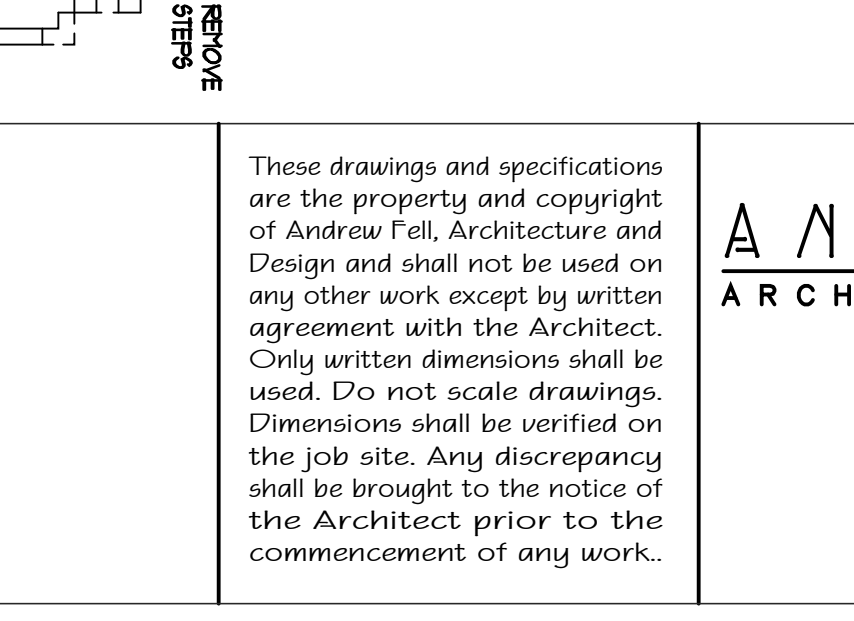 REMOVE
STEPS
These drawings and specifications
are the property and copyright
of Andrew Fell, Architecture and
Design and shall not be used on
any other work except by written
agreement with the Architect.
Only written dimensions shall be
used. Do not scale drawings.
Dimensions shall be verified on
the job site. Any discrepancy
shall be brought to the notice of
the Architect prior to the
commencement of any work..
A N
A R C H